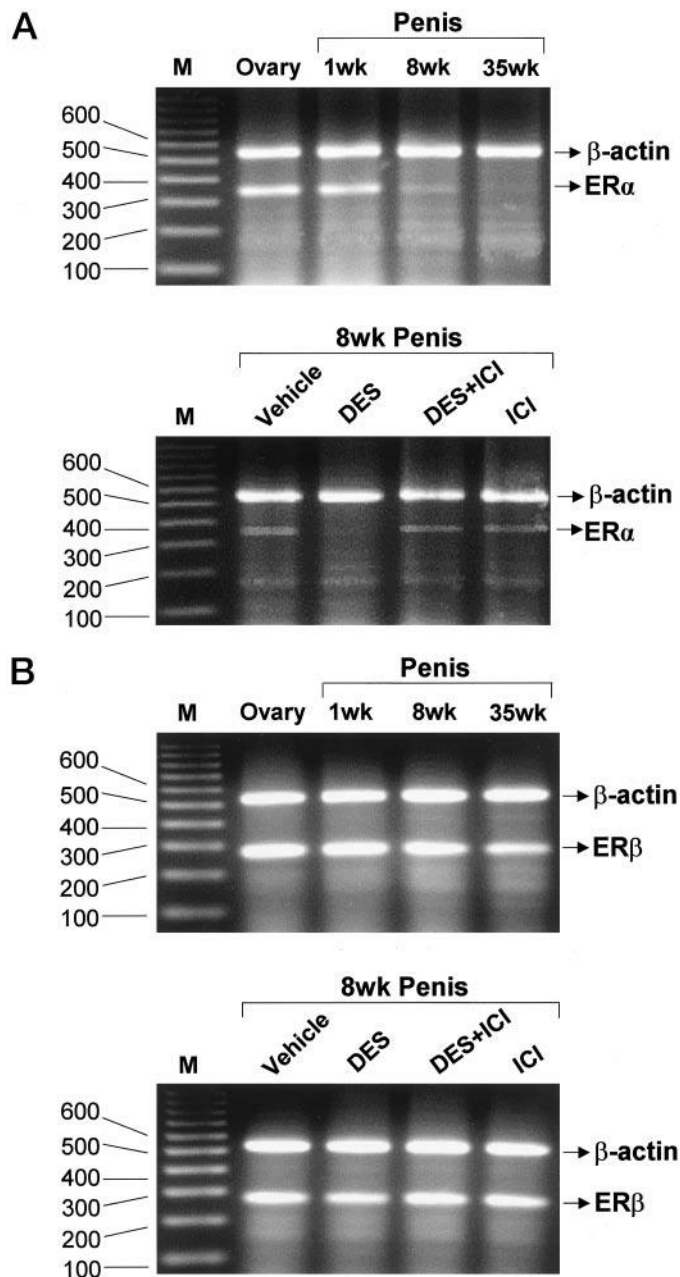 A
Penis
M Ovary 1wk 8wk 35wk
600
500
400
300
200
100
β-actin
ERα
8wk Penis
M Vehicle DES DES+ICI ICI
600
500
400
300
200
100
β-actin
ERα
B
Penis
M Ovary 1wk 8wk 35wk
600
500
400
300
200
100
β-actin
ERβ
8wk Penis
M Vehicle DES DES+ICI ICI
600
500
400
300
200
100
β-actin
ERβ